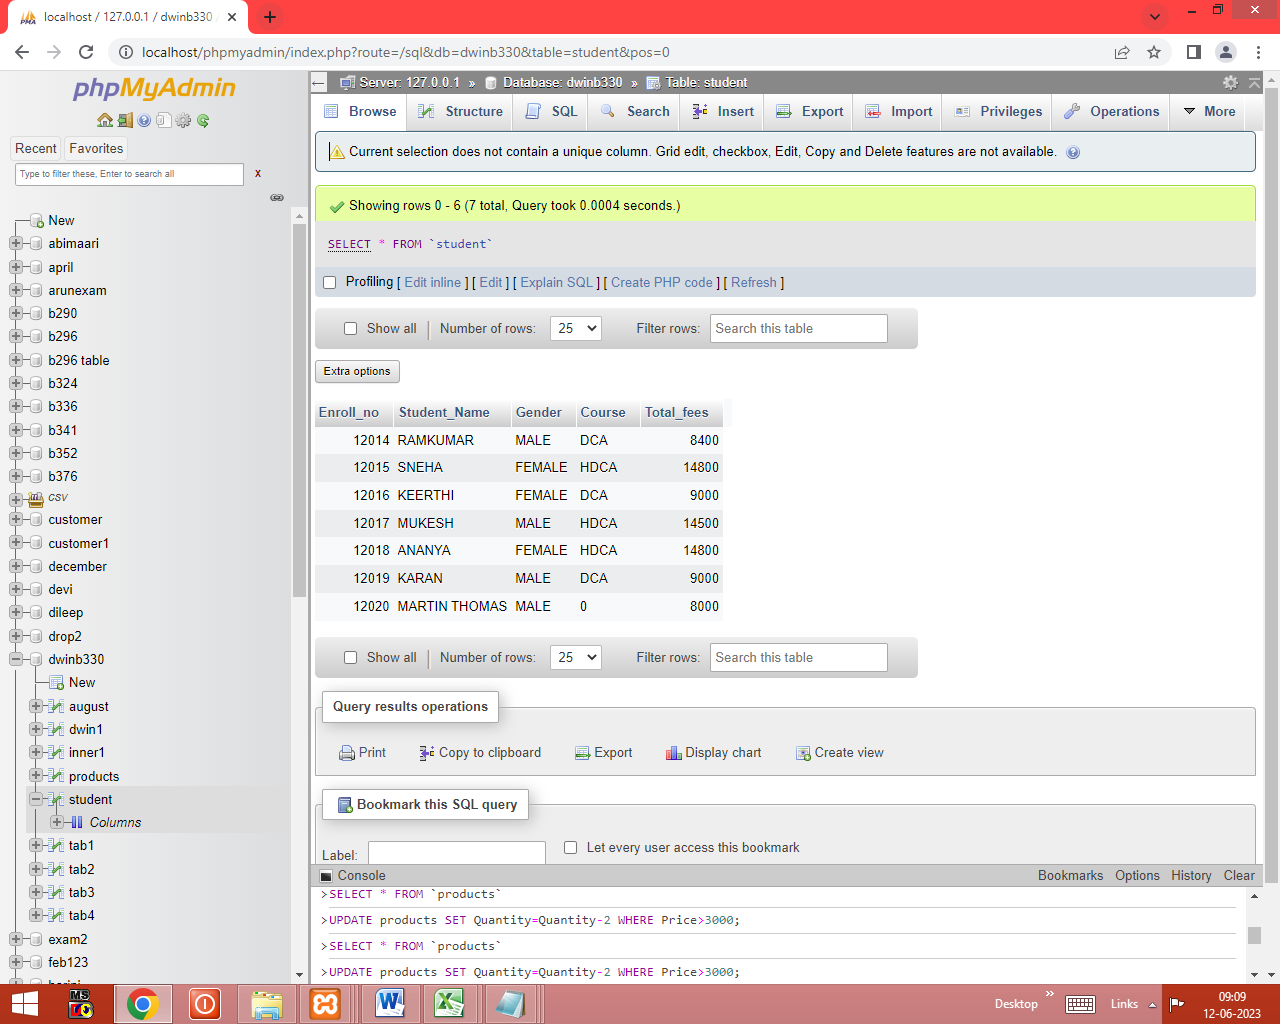 localhost / 127.0.0.1 / dwinb330
localhost/phpmyadmin/index.php?route=/sql&db=dwinb330&table=student&pos=0
phpMyAdmin
Recent Favorites
Type to filter these, Enter to search all X
New
abimaari
april
arunexam
b290
b296
b296 table
b324
b336
b341
b352
b376
csv
customer
customer1
december
devi
dileep
drop2
dwinb330
New
august
dwin1
inner1
products
student
Columns
tab1
tab2
tab3
tab4
exam2
feb123
Server: 127.0.0.1 » Database: dwinb330 » Table: student
Browse Structure SQL Search Insert Export Import Privileges Operations More
Current selection does not contain a unique column. Grid edit, checkbox, Edit, Copy and Delete features are not available.
Showing rows 0 - 6 (7 total, Query took 0.0004 seconds.)
SELECT * FROM `student`
Profiling [ Edit inline ] [ Edit ] [ Explain SQL ] [ Create PHP code ] [ Refresh ]
Show all Number of rows: 25 Filter rows: Search this table
Extra options
Enroll_no Student_Name Gender Course Total_fees
12014 RAMKUMAR MALE DCA 8400
12015 SNEHA FEMALE HDCA 14800
12016 KEERTHI FEMALE DCA 9000
12017 MUKESH MALE HDCA 14500
12018 ANANYA FEMALE HDCA 14800
12019 KARAN MALE DCA 9000
12020 MARTIN THOMAS MALE 0 8000
Show all Number of rows: 25 Filter rows: Search this table
Query results operations
Print Copy to clipboard Export Display chart Create view
Bookmark this SQL query
Label: Let every user access this bookmark
Console Bookmarks Options History Clear
>SELECT * FROM `products`
>UPDATE products SET Quantity=Quantity-2 WHERE Price>3000;
>SELECT * FROM `products`
>UPDATE products SET Quantity=Quantity-2 WHERE Price>3000;
Desktop » Links 09:09
12-06-2023